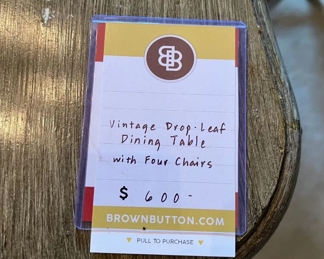 BB
Vintage Drop-Leaf
Dining Table
with Four Chairs
$ 600-
BROWNBUTTON.COM
PULL TO PURCHASE